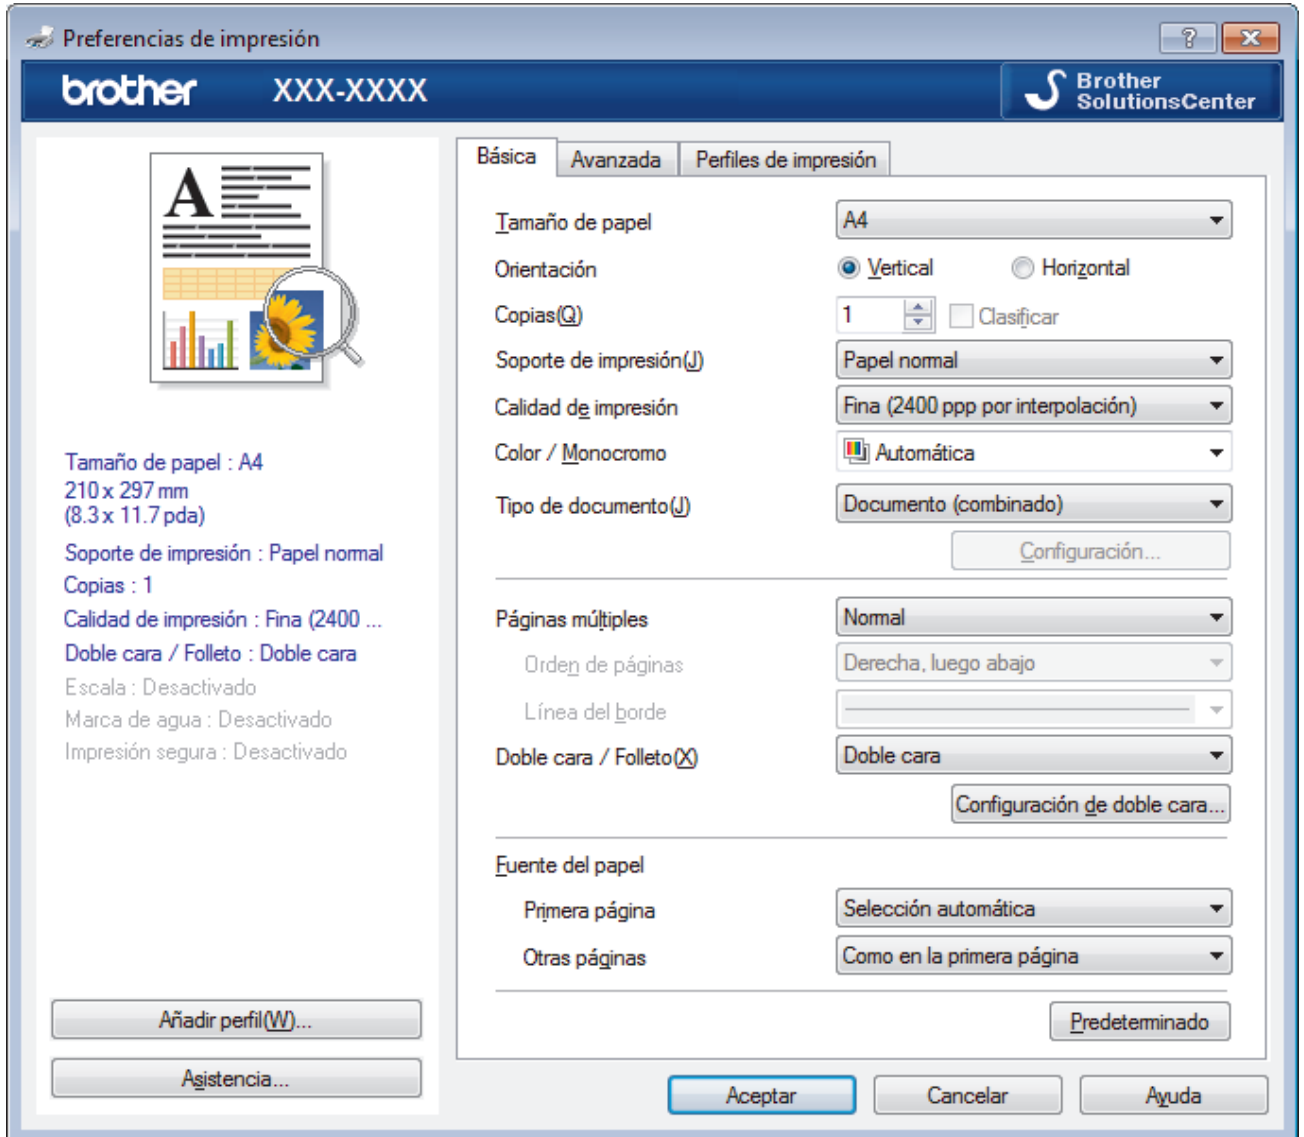 Preferencias de impresión
brother XXX-XXXX
Brother
SolutionsCenter
Básica Avanzada Perfiles de impresión
A
Tamaño de papel : A4
210 x 297 mm
(8.3 x 11.7 pda)
Soporte de impresión : Papel normal
Copias : 1
Calidad de impresión : Fina (2400 ...
Doble cara / Folleto : Doble cara
Escala : Desactivado
Marca de agua : Desactivado
Impresión segura : Desactivado
Añadir perfil(W)...
Asistencia...
Tamaño de papel A4
Orientación Vertical Horizontal
Copias(Q) 1 Clasificar
Soporte de impresión(J) Papel normal
Calidad de impresión Fina (2400 ppp por interpolación)
Color / Monocromo Automática
Tipo de documento(J) Documento (combinado)
Configuración...
Páginas múltiples Normal
Orden de páginas Derecha, luego abajo
Línea del borde
Doble cara / Folleto(X) Doble cara
Configuración de doble cara...
Fuente del papel
Primera página Selección automática
Otras páginas Como en la primera página
Predeterminado
Aceptar Cancelar Ayuda